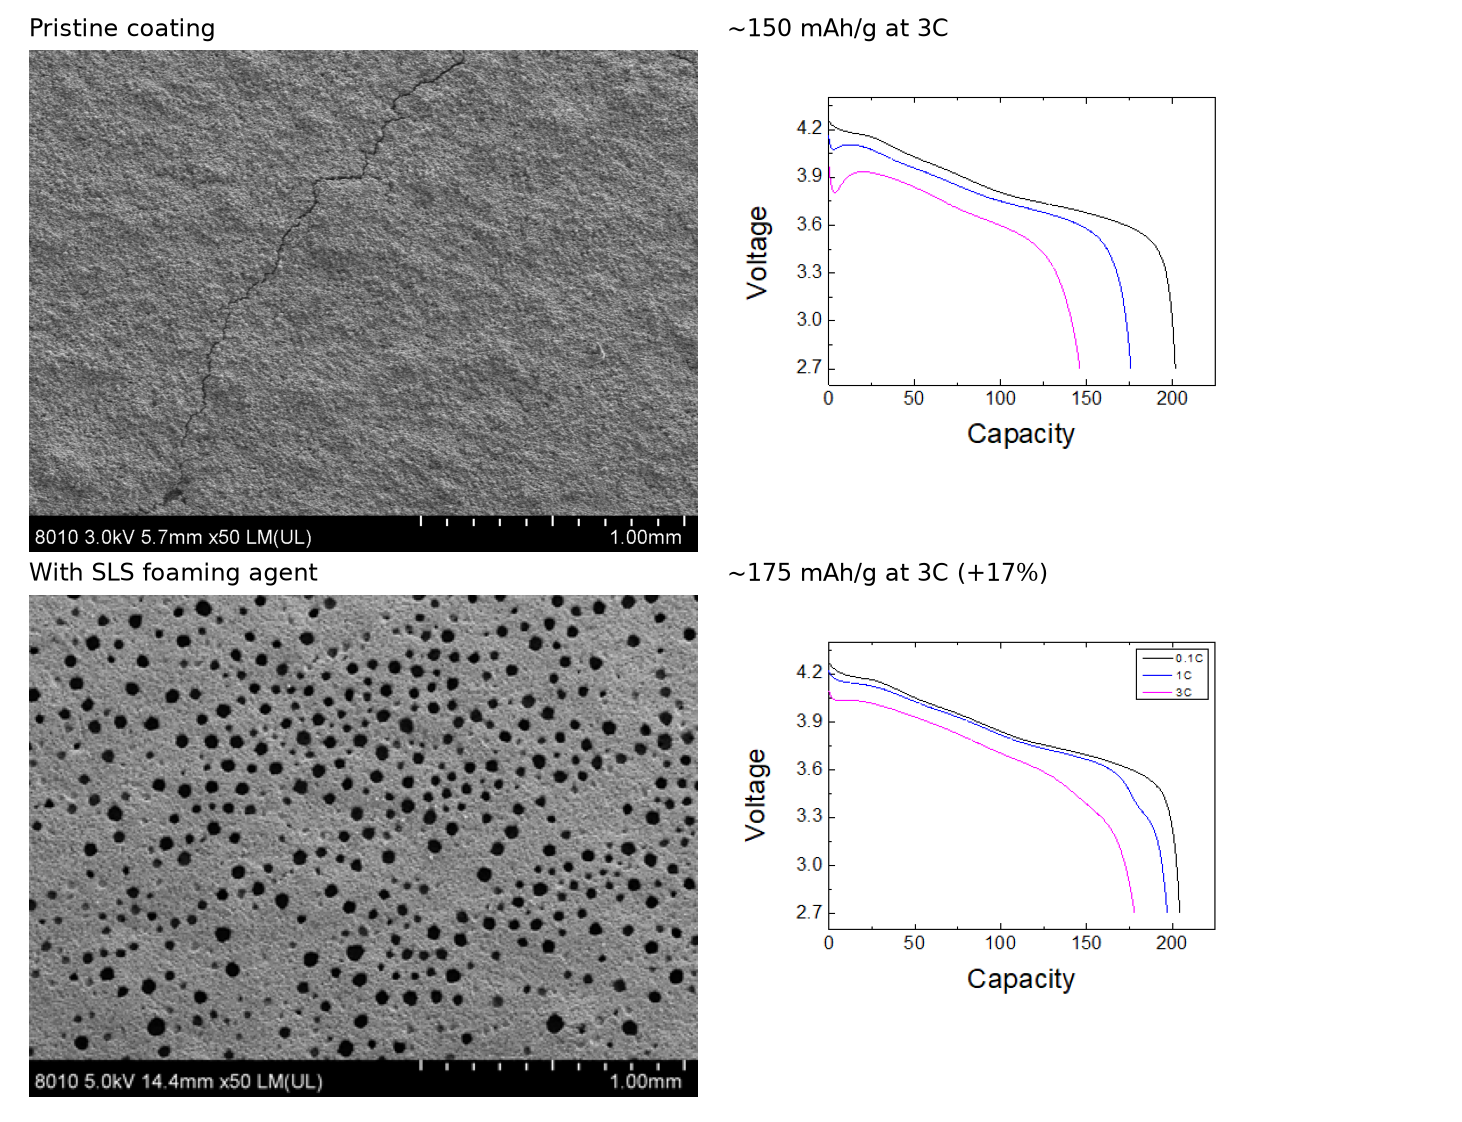 Pristine coating
8010 3.0kV 5.7mm x50 LM(UL)
1.00mm
~150 mAh/g at 3C
4.2
3.9
3.6
3.3
3.0
2.7
Voltage
0 50 100 150 200
Capacity
With SLS foaming agent
8010 5.0kV 14.4mm x50 LM(UL)
1.00mm
~175 mAh/g at 3C (+17%)
0.1C
1C
3C
4.2
3.9
3.6
3.3
3.0
2.7
Voltage
0 50 100 150 200
Capacity